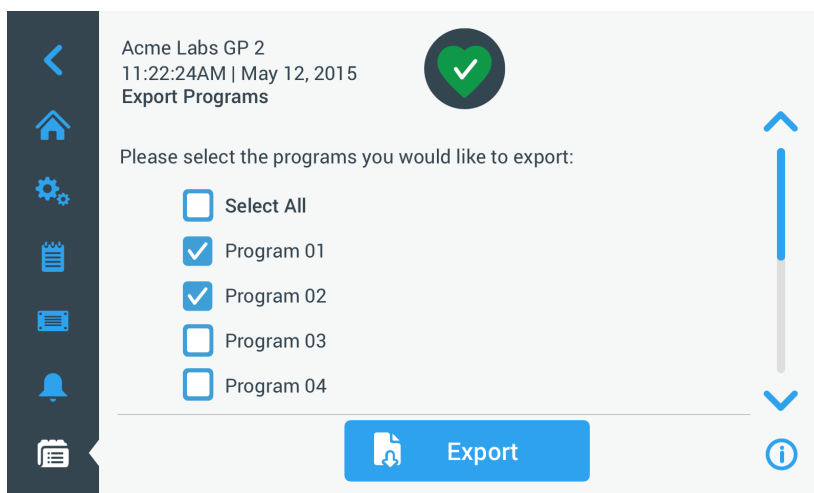 Acme Labs GP 2
11:22:24AM | May 12, 2015
Export Programs
Please select the programs you would like to export:
Select All
Program 01
Program 02
Program 03
Program 04
Export